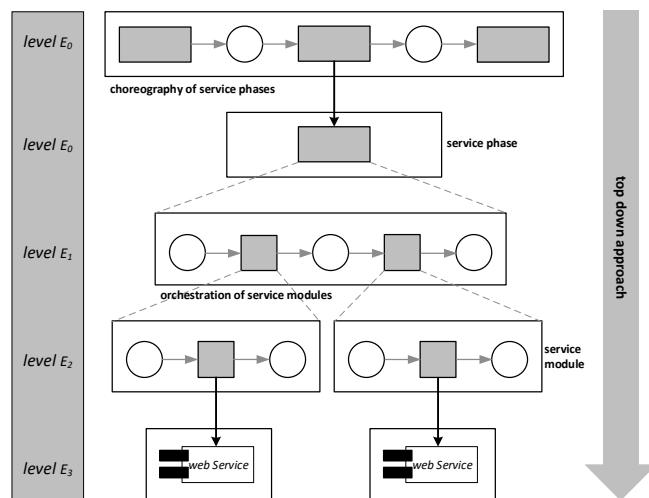 level E₀
choreography of service phases
level E₀
service phase
level E₁
orchestration of service modules
level E₂
service
module
level E₃
web Service
web Service
top down approach